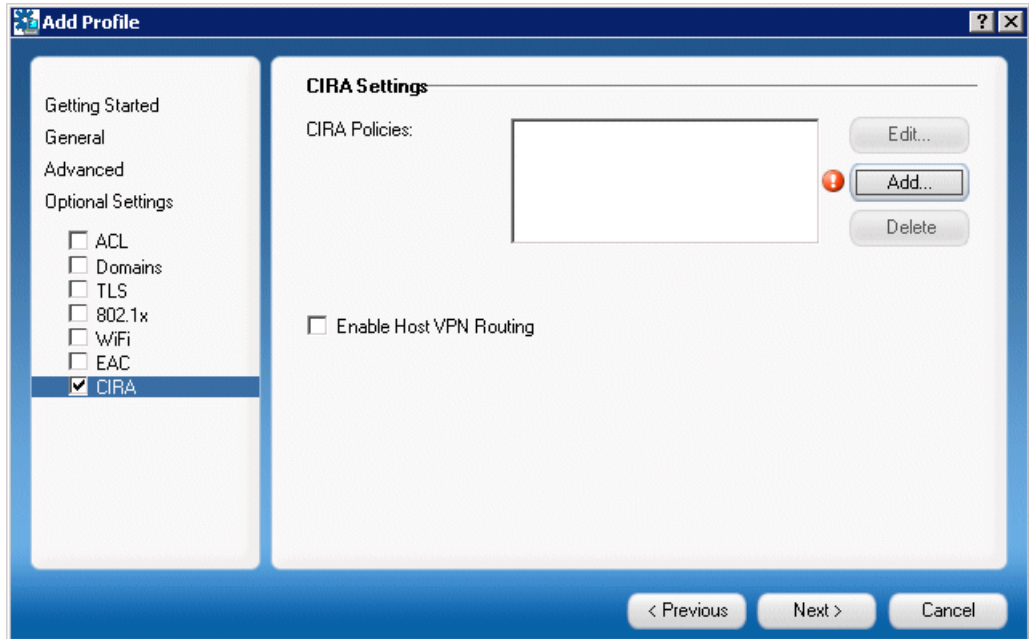 Add Profile
Getting Started
General
Advanced
Optional Settings
ACL
Domains
TLS
802.1x
WiFi
EAC
CIRA
CIRA Settings
CIRA Policies:
Edit...
Add...
Delete
Enable Host VPN Routing
< Previous
Next >
Cancel